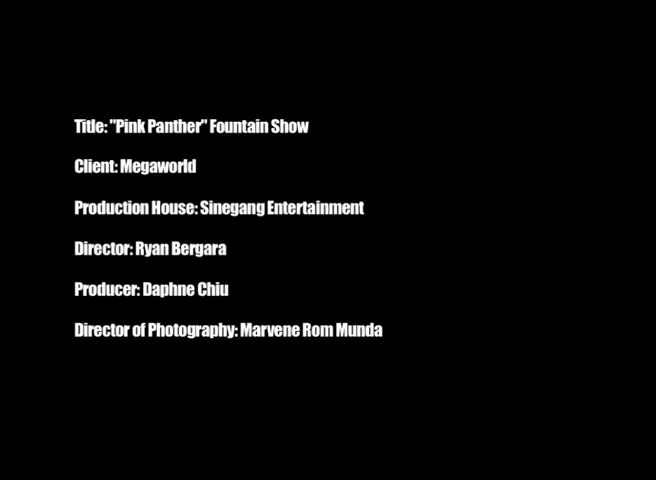 Title: "Pink Panther" Fountain Show
Client: Megaworld
Production House: Sinegang Entertainment
Director: Ryan Bergara
Producer: Daphne Chiu
Director of Photography: Marvene Rom Munda